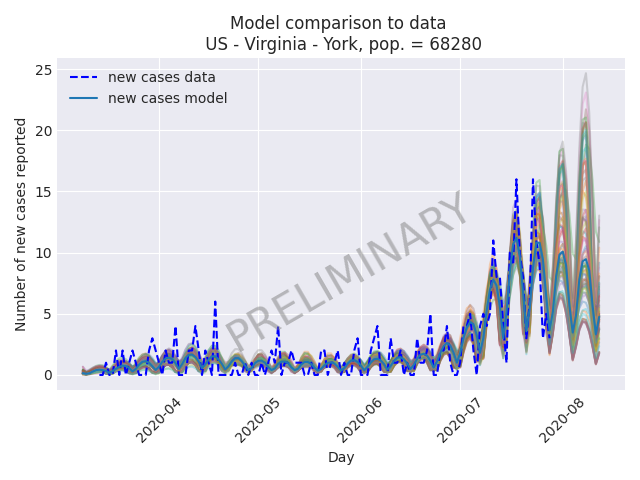 Model comparison to data
US - Virginia - York, pop. = 68280
25
20
15
10
5
0
new cases data
new cases model
PRELIMINARY
Number of new cases reported
2020-04
2020-05
2020-06
2020-07
2020-08
Day